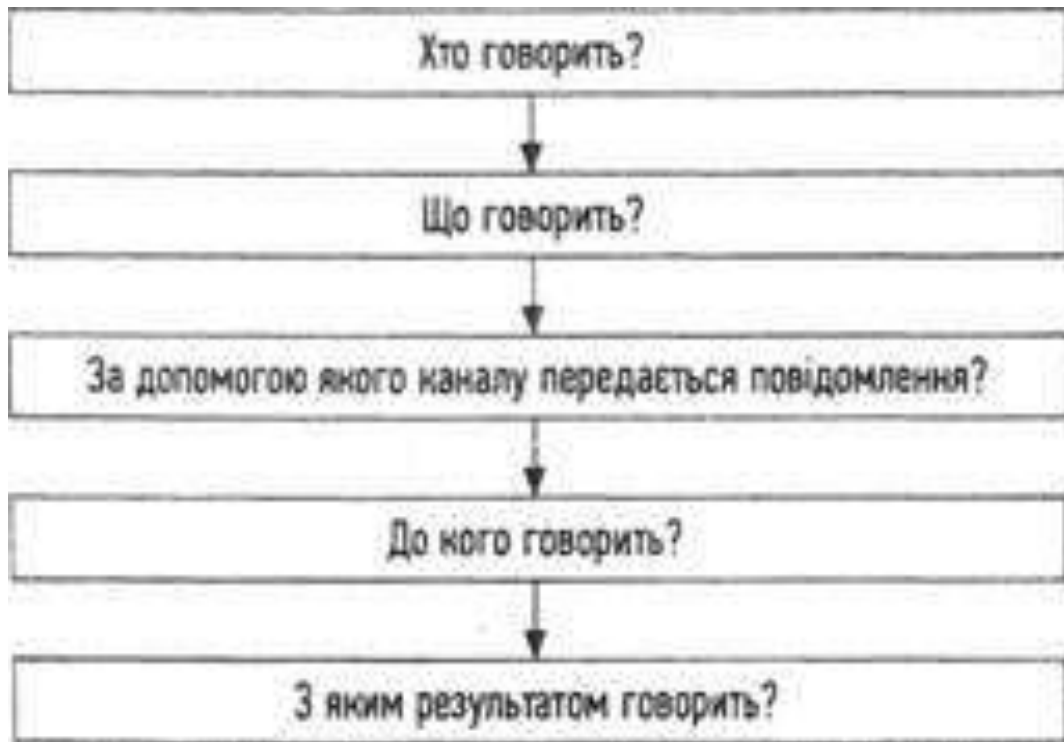 Хто говорить?
Що говорить?
За допомогою якого каналу передається повідомлення?
До кого говорить?
З яким результатом говорить?